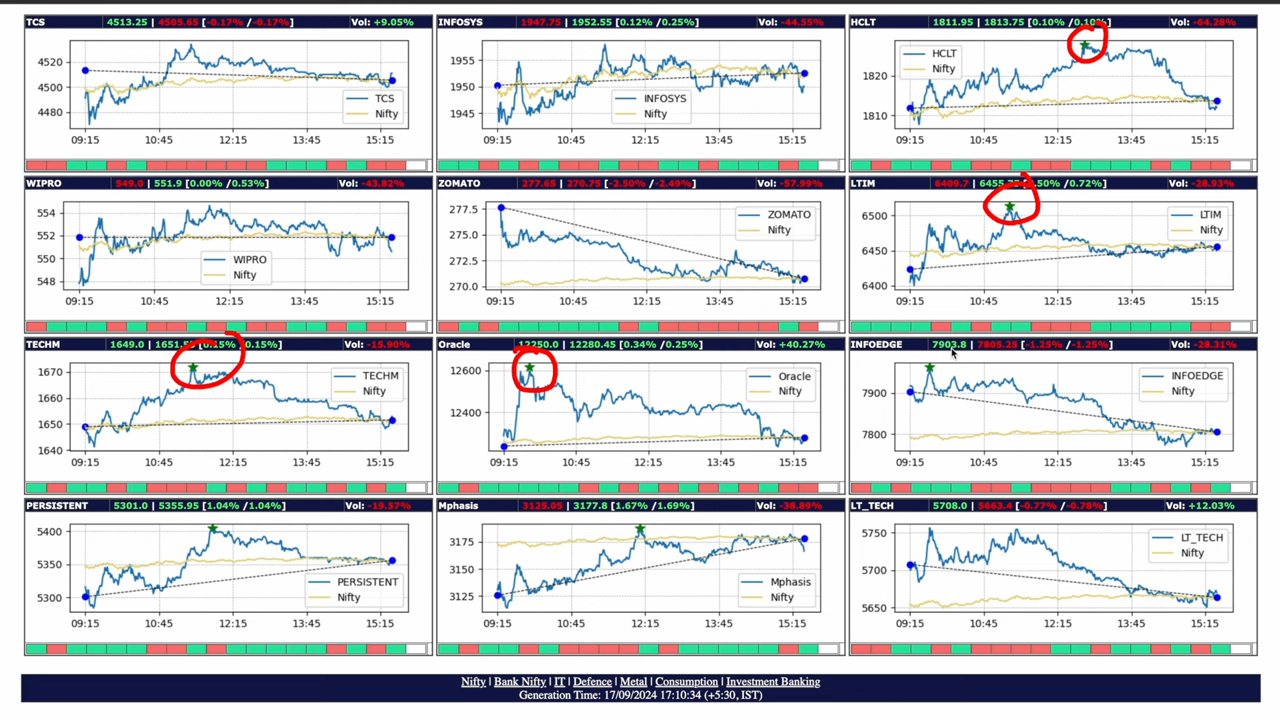 TCS 4513.25 | 4505.65 [-0.17% /-0.17%] Vol: +9.05%
4520
4500
4480
TCS
Nifty
09:15 10:45 12:15 13:45 15:15
INFOSYS 1947.75 | 1952.55 [0.12% /0.25%] Vol: -44.55%
1955
1950
1945
INFOSYS
Nifty
09:15 10:45 12:15 13:45 15:15
HCLT 1811.95 | 1813.75 [0.10% /0.10%] Vol: -64.28%
1820
1810
HCLT
Nifty
09:15 10:45 12:15 13:45 15:15
WIPRO 549.0 | 551.9 [0.00% /0.53%] Vol: -43.82%
554
552
550
548
WIPRO
Nifty
09:15 10:45 12:15 13:45 15:15
ZOMATO 277.65 | 270.75 [-2.50% /-2.49%] Vol: -57.99%
277.5
275.0
272.5
270.0
ZOMATO
Nifty
09:15 10:45 12:15 13:45 15:15
LTIM 6409.7 | /0.72%] Vol: -28.93%
6500
6450
6400
LTIM
Nifty
09:15 10:45 12:15 13:45 15:15
TECHM 1649.0 | [0.15% /0.15%] Vol: -15.90%
1670
1660
1650
1640
TECHM
Nifty
09:15 10:45 12:15 13:45 15:15
Oracle 12250.0 | 12280.45 [0.34% /0.25%] Vol: +40.27%
12600
12400
Oracle
Nifty
09:15 10:45 12:15 13:45 15:15
INFOEDGE 7903.8 | 7805.25 [-1.25% /-1.25%] Vol: -28.31%
7900
7800
INFOEDGE
Nifty
09:15 10:45 12:15 13:45 15:15
PERSISTENT 5301.0 | 5355.95 [1.04% /1.04%] Vol: -19.57%
5400
5350
5300
PERSISTENT
Nifty
09:15 10:45 12:15 13:45 15:15
Mphasis 3125.05 | 3177.8 [1.67% /1.69%] Vol: -38.89%
3175
3150
3125
Mphasis
Nifty
09:15 10:45 12:15 13:45 15:15
LT_TECH 5708.0 | 5663.4 [-0.77% /-0.78%] Vol: +12.03%
5750
5700
5650
LT_TECH
Nifty
09:15 10:45 12:15 13:45 15:15
Nifty | Bank Nifty | IT | Defence | Metal | Consumption | Investment Banking
Generation Time: 17/09/2024 17:10:34 (+5:30, IST)